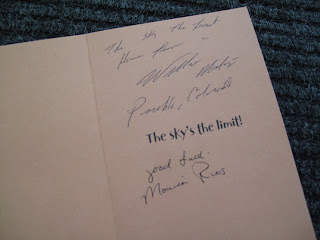 The sky the limit
Pueblo, Colorado
The sky's the limit!
Good luck.
Monica Rios